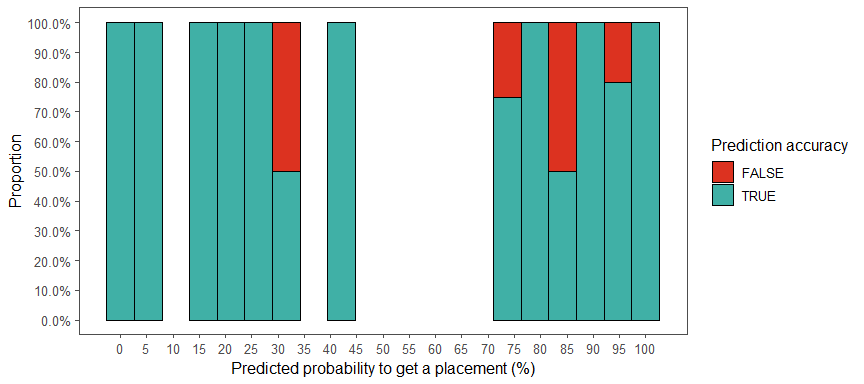 100.0%
90.0%
80.0%
70.0%
60.0%
50.0%
40.0%
30.0%
20.0%
10.0%
0.0%
Proportion
0 5 10 15 20 25 30 35 40 45 50 55 60 65 70 75 80 85 90 95 100
Predicted probability to get a placement (%)
Prediction accuracy
FALSE
TRUE